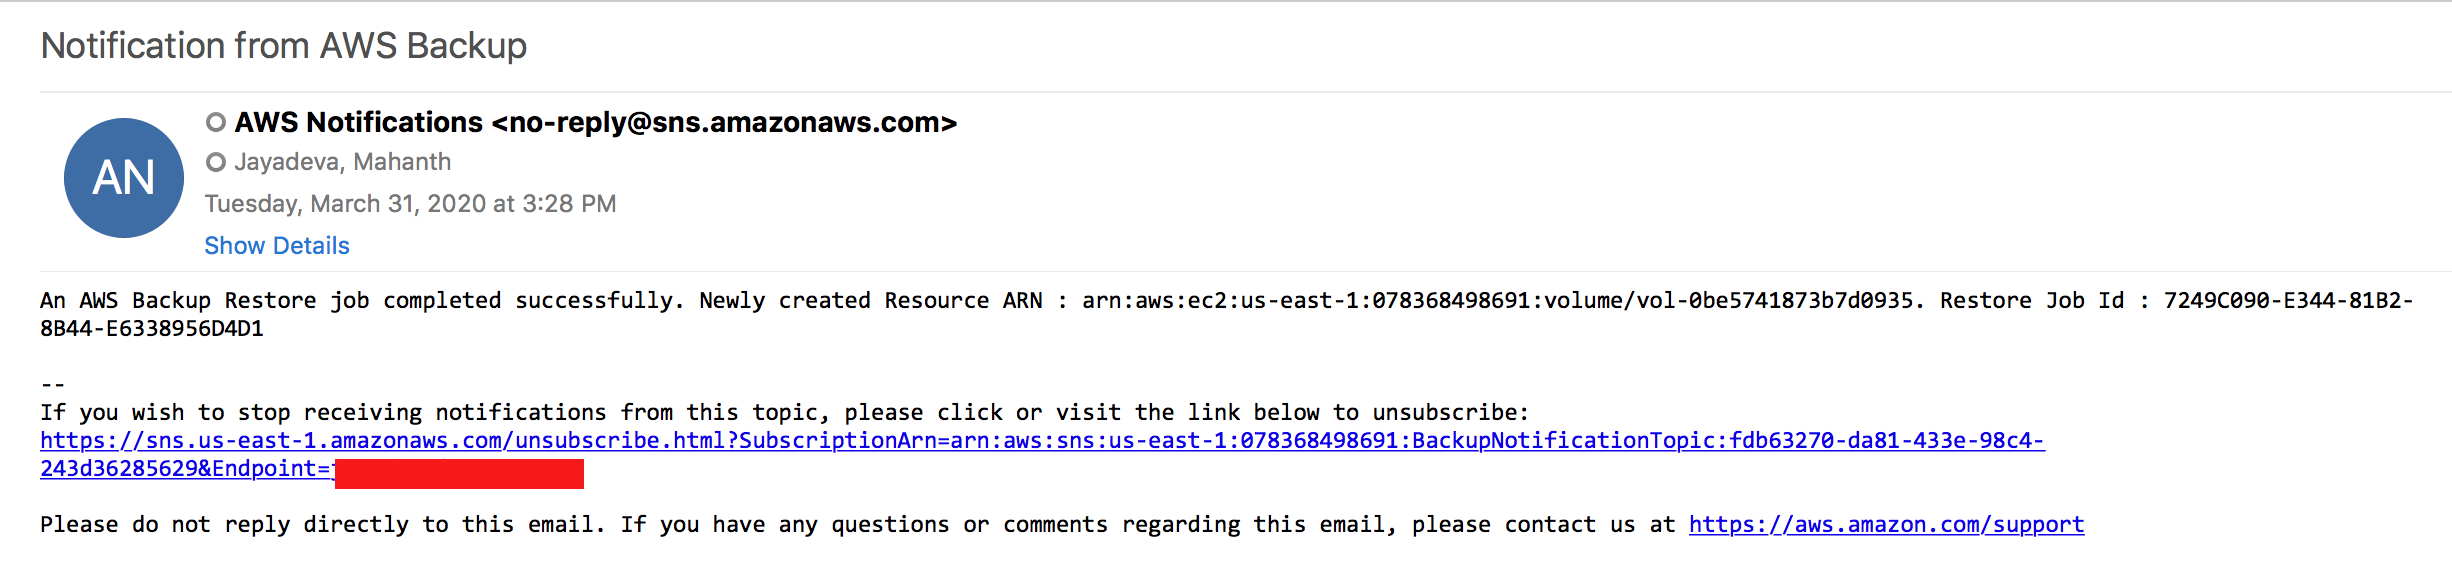 Notification from AWS Backup
AN
AWS Notifications <no-reply@sns.amazonaws.com>
Jayadeva, Mahanth
Tuesday, March 31, 2020 at 3:28 PM
Show Details
An AWS Backup Restore job completed successfully. Newly created Resource ARN : arn:aws:ec2:us-east-1:078368498691:volume/vol-0be5741873b7d0935. Restore Job Id : 7249C090-E344-81B2-
8B44-E6338956D4D1
--
If you wish to stop receiving notifications from this topic, please click or visit the link below to unsubscribe:
https://sns.us-east-1.amazonaws.com/unsubscribe.html?SubscriptionArn=arn:aws:sns:us-east-1:078368498691:BackupNotificationTopic:fdb63270-da81-433e-98c4-
243d36285629&Endpoint=
Please do not reply directly to this email. If you have any questions or comments regarding this email, please contact us at https://aws.amazon.com/support